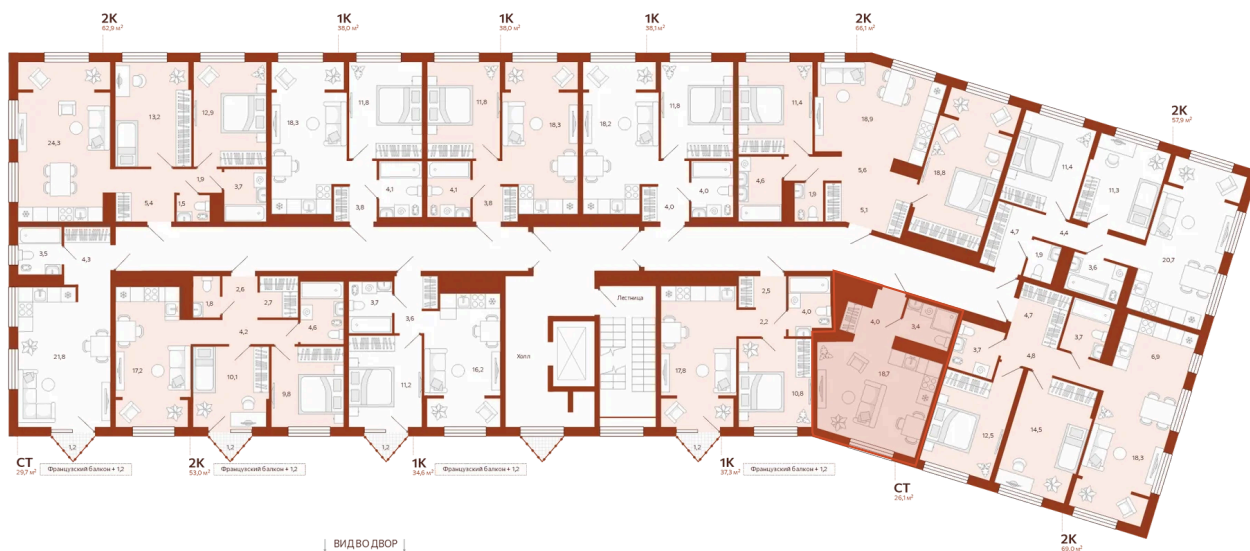 2К
62,9 м²
1К
38,0 м²
1К
38,0 м²
1К
38,1 м²
2К
66,1 м²
2К
57,9 м²
24,3
13,2
12,9
5,4
1,9
1,5
3,7
18,3
11,8
3,8
4,1
11,8
4,1
3,8
18,3
18,2
11,8
4,0
4,0
11,4
4,6
1,9
18,9
5,6
5,1
18,8
11,4
11,3
4,7
4,4
1,9
3,6
20,7
3,5
4,3
21,8
1,2
17,2
1,8
2,6
2,7
4,2
4,6
10,1
9,8
1,2
3,7
3,6
11,2
16,2
1,2
Холл
Лестница
17,8
2,5
2,2
4,0
10,8
1,2
4,0
3,4
18,7
3,7
4,7
4,8
3,7
12,5
14,5
6,9
18,3
СТ
29,7 м²
Французский балкон + 1,2
2К
53,0 м²
Французский балкон + 1,2
1К
34,6 м²
Французский балкон + 1,2
1К
37,3 м²
Французский балкон + 1,2
СТ
26,1 м²
2К
69,0 м²
ВИД ВО ДВОР